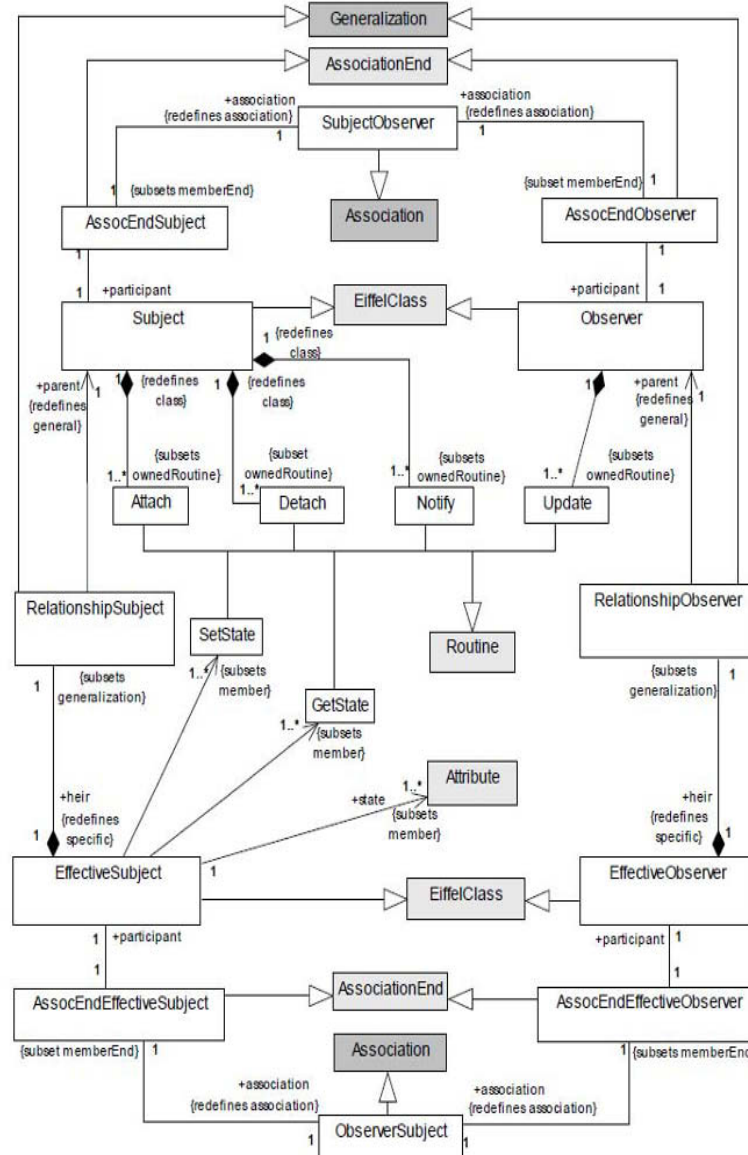 Generalization
AssociationEnd
+association
{redefines association}
1
SubjectObserver
+association
{redefines association}
1
1
{subsets memberEnd}
Association
{subset memberEnd}
1
AssocEndSubject
AssocEndObserver
1
1
+participant
1
EiffelClass
+participant
1
Subject
Observer
1
{redefines
class}
+parent
{redefines
general}
1
1
{redefines
class}
1
{redefines
class}
1
+parent
{redefines
general}
1
{subsets
ownedRoutine}
1..*
{subset
ownedRoutine}
1..*
{subsets
ownedRoutine}
1..*
{subsets
ownedRoutine}
1..*
Attach
Detach
Notify
Update
RelationshipSubject
RelationshipObserver
SetState
Routine
1
{subsets
generalization}
1..*
{subsets
member}
{subsets
generalization}
1
GetState
1..*
{subsets
member}
Attribute
1..*
+state
{subsets
member}
+heir
{redefines
specific}
1
+heir
{redefines
specific}
1
EffectiveSubject
1
EffectiveObserver
EiffelClass
1
+participant
1
+participant
1
1
AssocEndEffectiveSubject
AssociationEnd
AssocEndEffectiveObserver
{subset memberEnd}
1
Association
1
{subsets memberEnd}
+association
{redefines association}
1
+association
{redefines association}
1
ObserverSubject